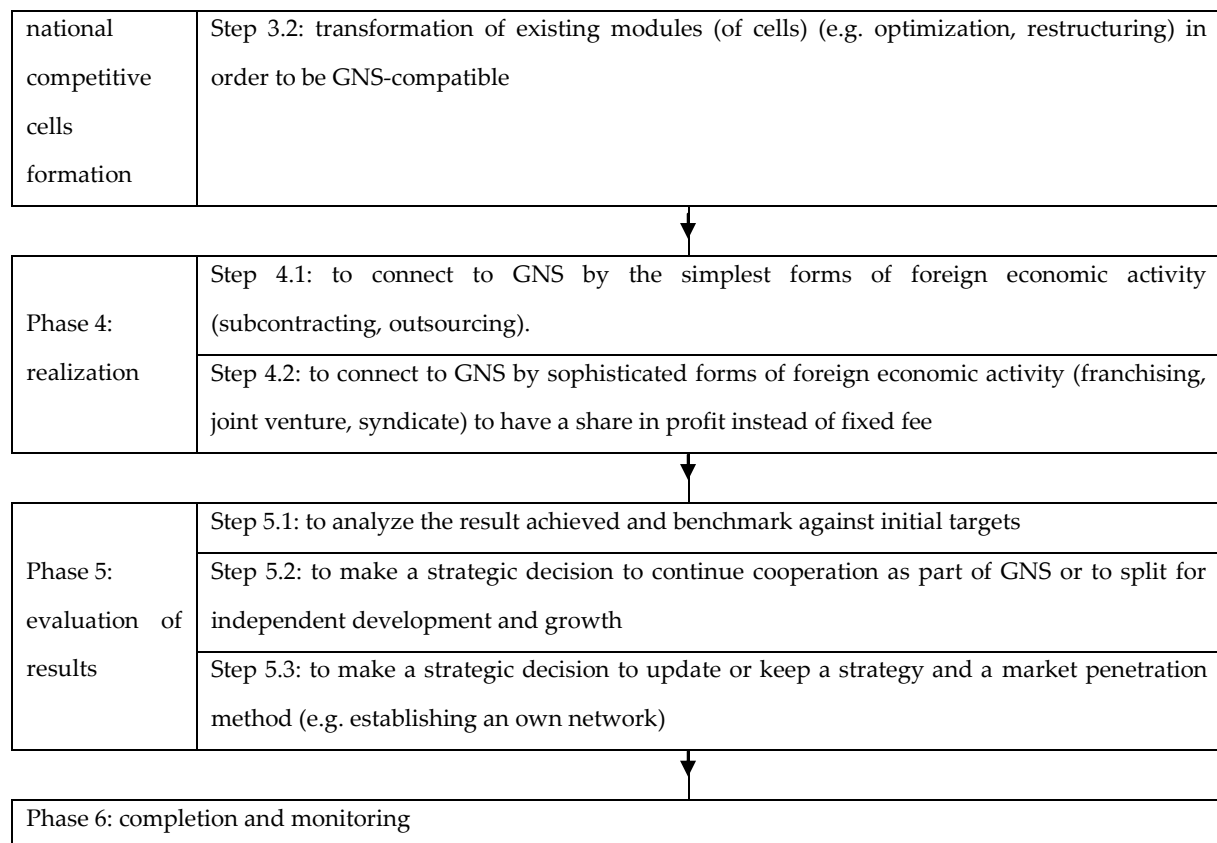 national
competitive
cells
formation
Step 3.2: transformation of existing modules (of cells) (e.g. optimization, restructuring) in
order to be GNS-compatible
Phase 4:
realization
Step 4.1: to connect to GNS by the simplest forms of foreign economic activity
(subcontracting, outsourcing).
Step 4.2: to connect to GNS by sophisticated forms of foreign economic activity (franchising,
joint venture, syndicate) to have a share in profit instead of fixed fee
Phase 5:
evaluation of
results
Step 5.1: to analyze the result achieved and benchmark against initial targets
Step 5.2: to make a strategic decision to continue cooperation as part of GNS or to split for
independent development and growth
Step 5.3: to make a strategic decision to update or keep a strategy and a market penetration
method (e.g. establishing an own network)
Phase 6: completion and monitoring